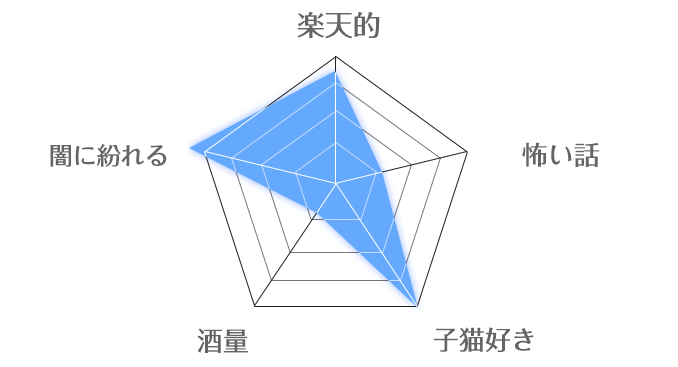 楽天的
闇に紛れる
怖い話
酒量
子猫好き